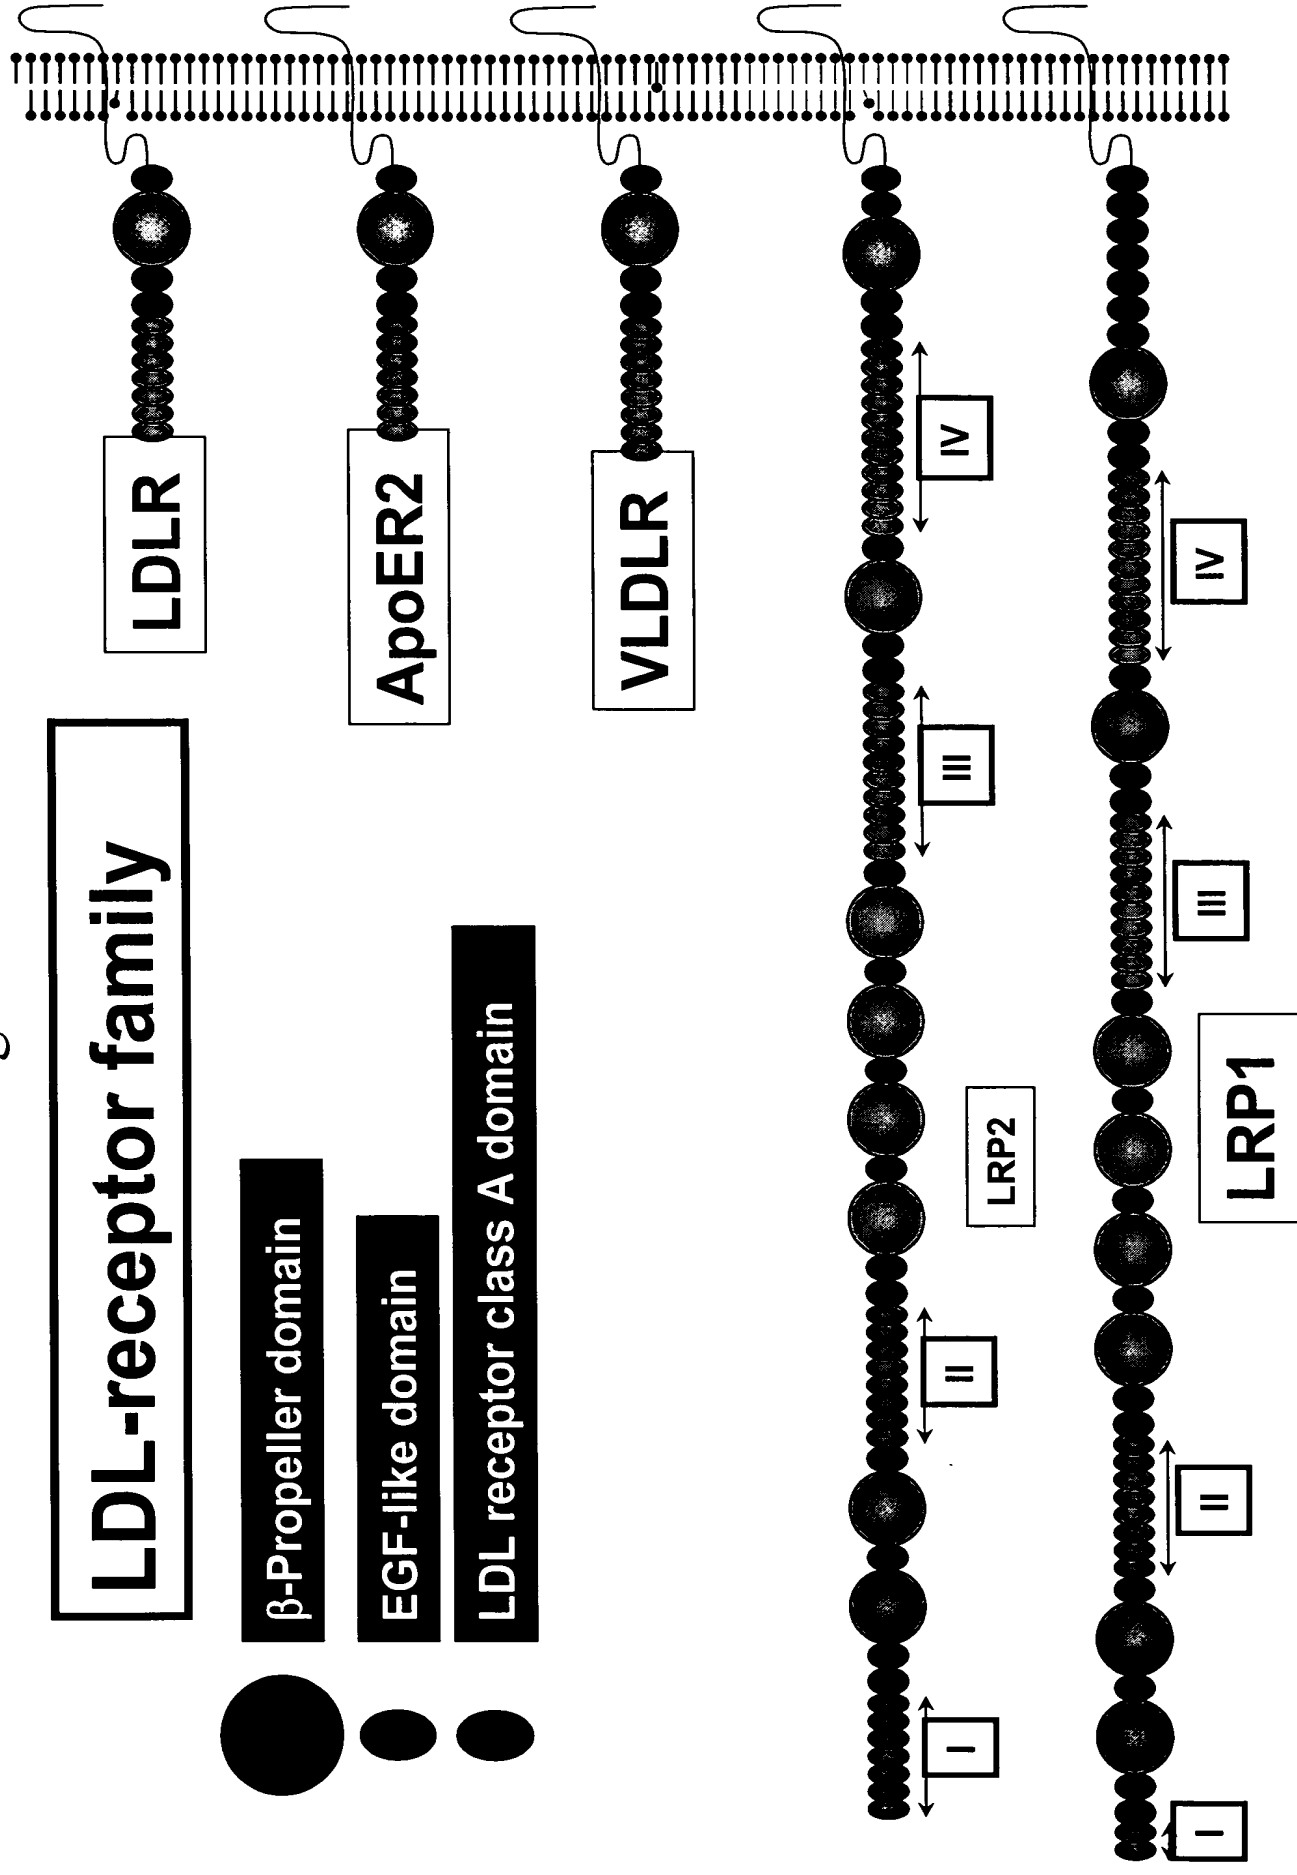 LDL-receptor family
β-Propeller domain
EGF-like domain
LDL receptor class A domain
LDLR
ApoER2
VLDLR
I
II
III
IV
LRP2
I
II
III
IV
LRP1